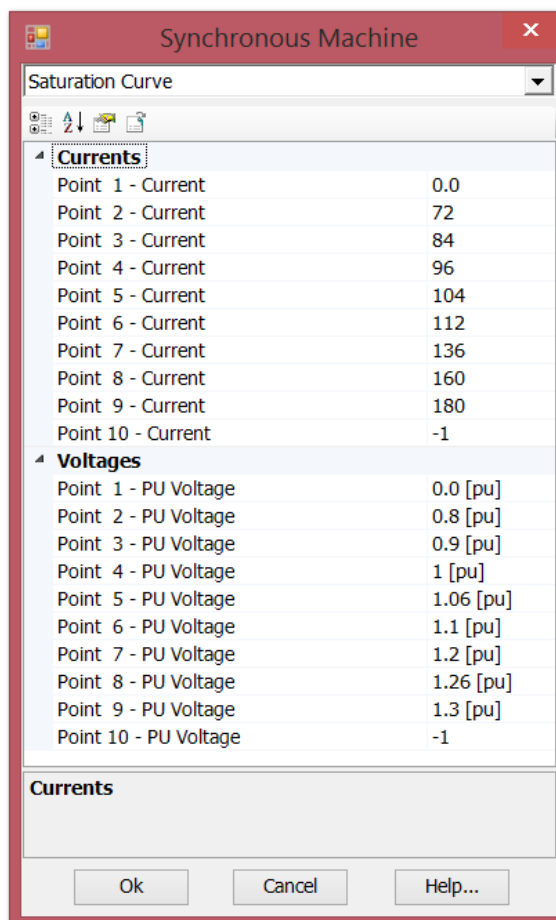 Synchronous Machine
Saturation Curve
Currents
Point 1 - Current 0.0
Point 2 - Current 72
Point 3 - Current 84
Point 4 - Current 96
Point 5 - Current 104
Point 6 - Current 112
Point 7 - Current 136
Point 8 - Current 160
Point 9 - Current 180
Point 10 - Current -1
Voltages
Point 1 - PU Voltage 0.0 [pu]
Point 2 - PU Voltage 0.8 [pu]
Point 3 - PU Voltage 0.9 [pu]
Point 4 - PU Voltage 1 [pu]
Point 5 - PU Voltage 1.06 [pu]
Point 6 - PU Voltage 1.1 [pu]
Point 7 - PU Voltage 1.2 [pu]
Point 8 - PU Voltage 1.26 [pu]
Point 9 - PU Voltage 1.3 [pu]
Point 10 - PU Voltage -1
Currents
Ok Cancel Help...